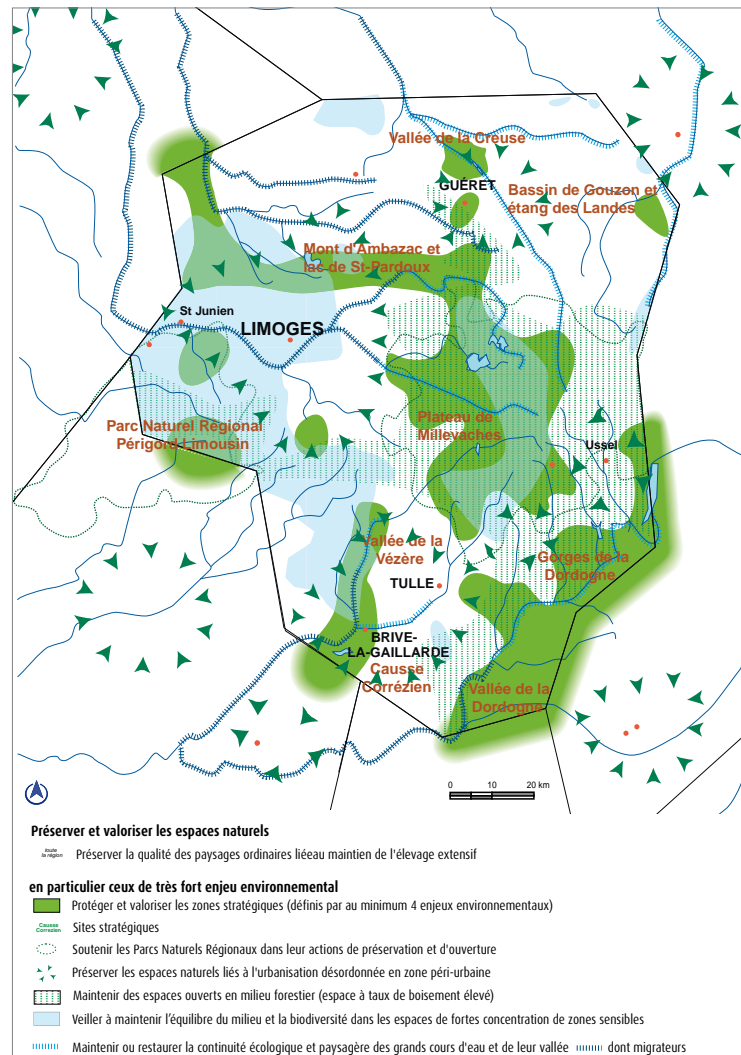 Vallée de la Creuse
GUÉRET
Bassin de Gouzon et
étang des Landes
Mont d'Ambazac et
lac de St-Pardoux
St Junien
LIMOGES
Parc Naturel Régional
Périgord-Limousin
Plateau de
Millevaches
Ussel
Vallée de la
Vézère
Gorges de la
Dordogne
TULLE
BRIVE-
LA-GAILLARDE
Causse
Corrézien
Vallée de la
Dordogne
0 10 20 km
Préserver et valoriser les espaces naturels
toute
la région
Préserver la qualité des paysages ordinaires liéeau maintien de l'élevage extensif
en particulier ceux de très fort enjeu environnemental
Protéger et valoriser les zones stratégiques (définis par au minimum 4 enjeux environnementaux)
Causse
Corrézien
Sites stratégiques
Soutenir les Parcs Naturels Régionaux dans leur actions de préservation et d'ouverture
Préserver les espaces naturels liés à l'urbanisation désordonnée en zone péri-urbaine
Maintenir des espaces ouverts en milieu forestier (espace à taux de boisement élevé)
Veiller à maintenir l'équilibre du milieu et la biodiversité dans les espaces de fortes concentration de zones sensibles
Maintenir ou restaurer la continuité écologique et paysagère des grands cours d'eau et de leur vallée dont migrateurs